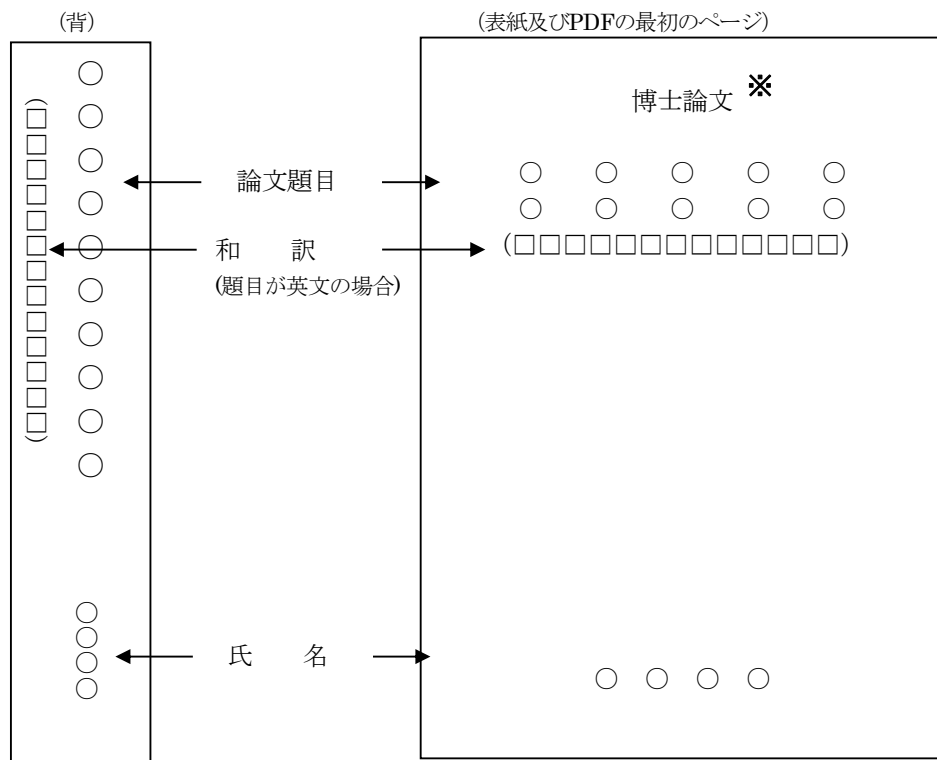 (背)
○○○○○○○○○○
(□□□□□□□□□□□□□)
○○○○
論文題目
和　　訳
(題目が英文の場合)
氏　　名
(表紙及びPDFの最初のページ)
博士論文 ※
○　○　○　○　○
○　○　○　○　○
(□□□□□□□□□□□□□)
○ ○ ○ ○